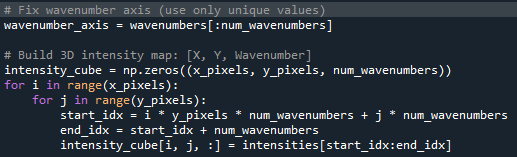 # Fix wavenumber axis (use only unique values)
wavenumber_axis = wavenumbers[:num_wavenumbers]
# Build 3D intensity map: [X, Y, Wavenumber]
intensity_cube = np.zeros((x_pixels, y_pixels, num_wavenumbers))
for i in range(x_pixels):
    for j in range(y_pixels):
        start_idx = i * y_pixels * num_wavenumbers + j * num_wavenumbers
        end_idx = start_idx + num_wavenumbers
        intensity_cube[i, j, :] = intensities[start_idx:end_idx]